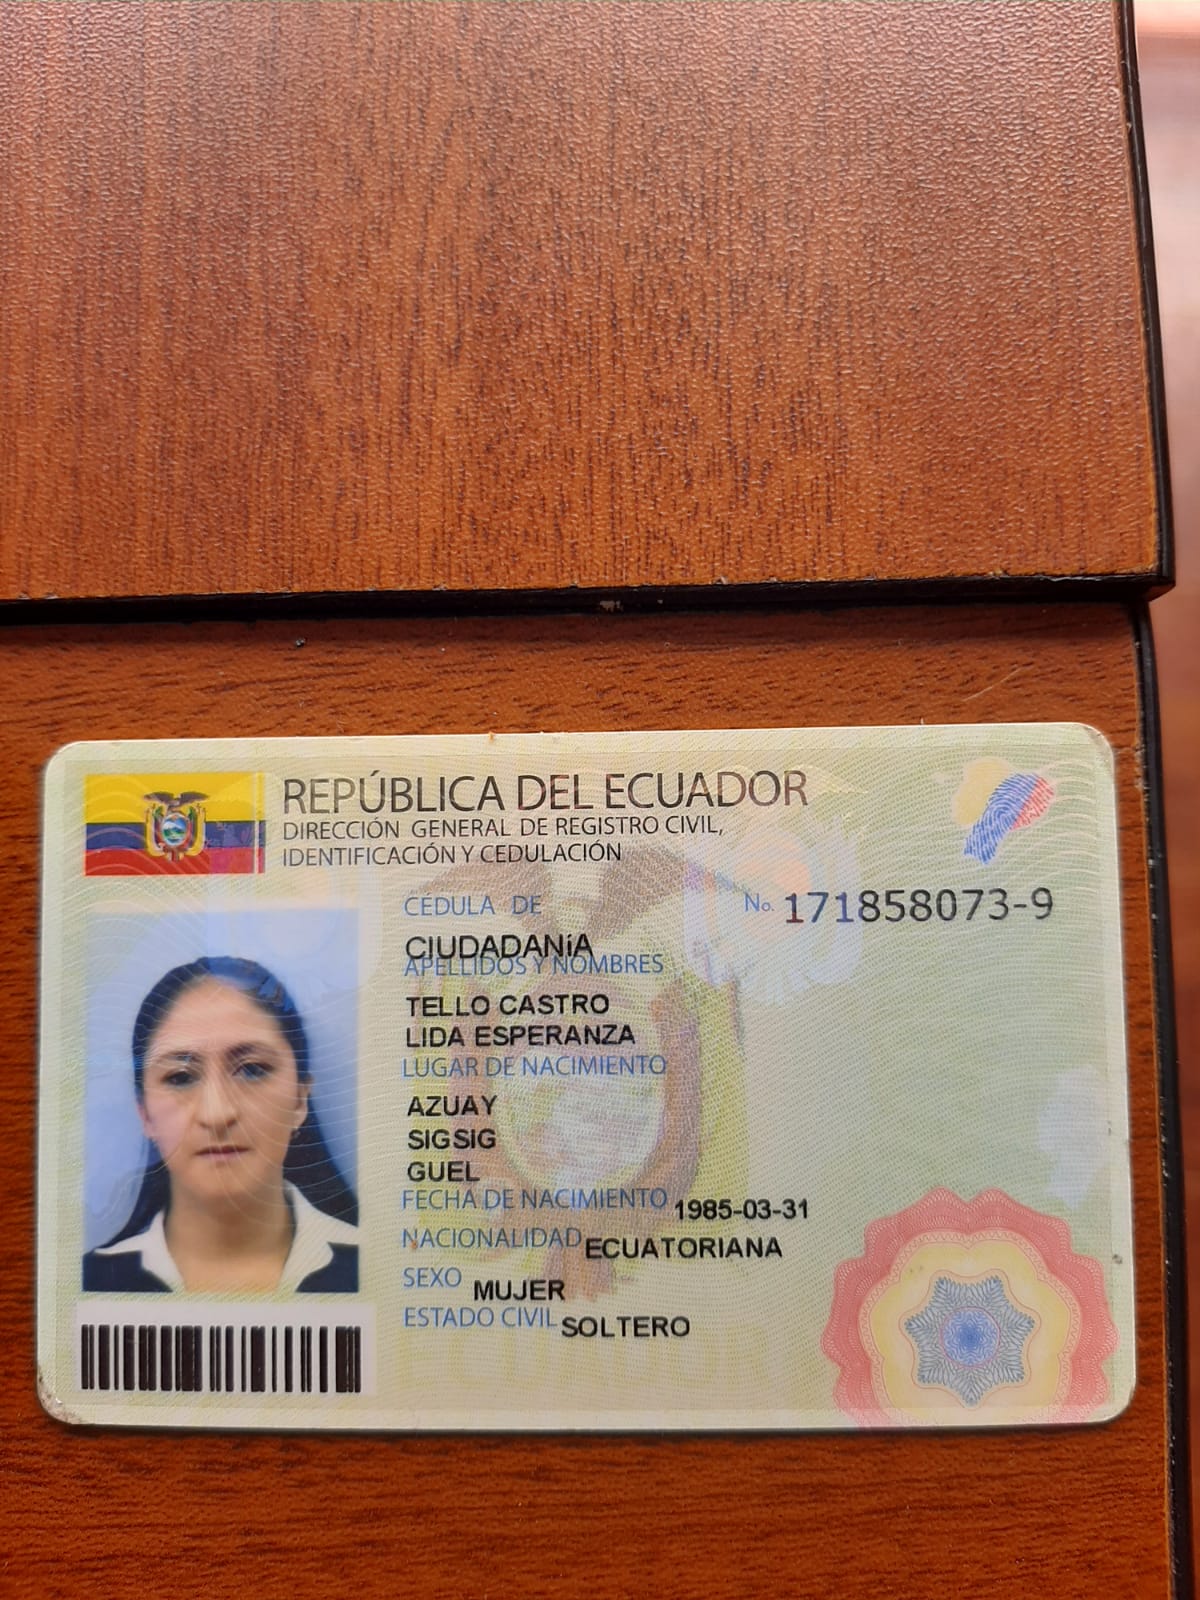 REPÚBLICA DEL ECUADOR
DIRECCIÓN GENERAL DE REGISTRO CIVIL,
IDENTIFICACIÓN Y CEDULACIÓN
CÉDULA DE No. 171858073-9
CIUDADANíA
APELLIDOS Y NOMBRES
TELLO CASTRO
LIDA ESPERANZA
LUGAR DE NACIMIENTO
AZUAY
SIGSIG
GUEL
FECHA DE NACIMIENTO 1985-03-31
NACIONALIDAD ECUATORIANA
SEXO MUJER
ESTADO CIVIL SOLTERO